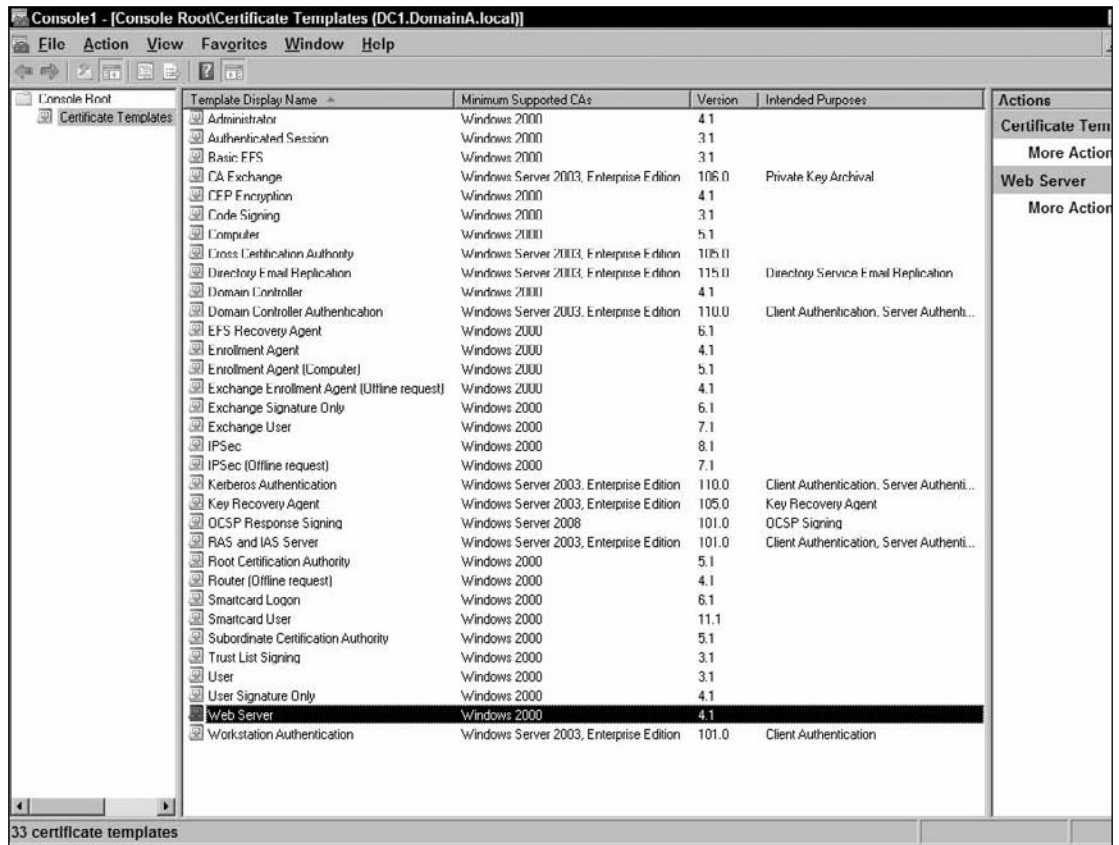 Console1 - [Console Root\Certificate Templates (DC1.DomainA.local)]
File Action View Favorites Window Help
Console Root
Certificate Templates
Template Display Name Minimum Supported CAs Version Intended Purposes
Administrator Windows 2000 4.1
Authenticated Session Windows 2000 3.1
Basic EFS Windows 2000 3.1
CA Exchange Windows Server 2003, Enterprise Edition 106.0 Private Key Archival
CEP Encryption Windows 2000 4.1
Code Signing Windows 2000 3.1
Computer Windows 2000 5.1
Cross Certification Authority Windows Server 2003, Enterprise Edition 105.0
Directory Email Replication Windows Server 2003, Enterprise Edition 115.0 Directory Service Email Replication
Domain Controller Windows 2000 4.1
Domain Controller Authentication Windows Server 2003, Enterprise Edition 110.0 Client Authentication, Server Authenti...
EFS Recovery Agent Windows 2000 6.1
Enrollment Agent Windows 2000 4.1
Enrollment Agent (Computer) Windows 2000 5.1
Exchange Enrollment Agent (Offline request) Windows 2000 4.1
Exchange Signature Only Windows 2000 6.1
Exchange User Windows 2000 7.1
IPSec Windows 2000 8.1
IPSec (Offline request) Windows 2000 7.1
Kerberos Authentication Windows Server 2003, Enterprise Edition 110.0 Client Authentication, Server Authenti...
Key Recovery Agent Windows Server 2003, Enterprise Edition 105.0 Key Recovery Agent
OCSP Response Signing Windows Server 2008 101.0 OCSP Signing
RAS and IAS Server Windows Server 2003, Enterprise Edition 101.0 Client Authentication, Server Authenti...
Root Certification Authority Windows 2000 5.1
Router (Offline request) Windows 2000 4.1
Smartcard Logon Windows 2000 6.1
Smartcard User Windows 2000 11.1
Subordinate Certification Authority Windows 2000 5.1
Trust List Signing Windows 2000 3.1
User Windows 2000 3.1
User Signature Only Windows 2000 4.1
Web Server Windows 2000 4.1
Workstation Authentication Windows Server 2003, Enterprise Edition 101.0 Client Authentication
Actions
Certificate Tem
More Action
Web Server
More Action
33 certificate templates